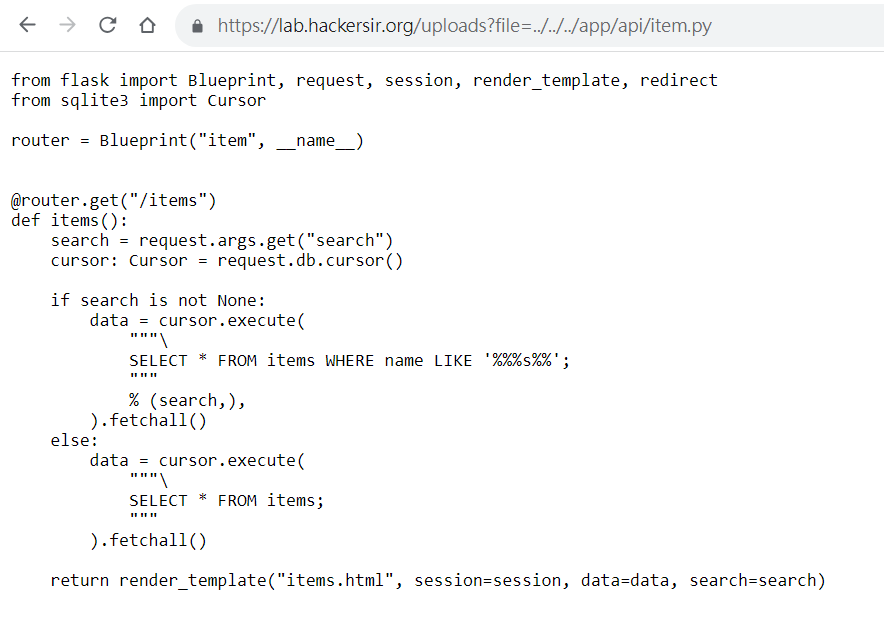 https://lab.hackersir.org/uploads?file=../../../app/api/item.py
from flask import Blueprint, request, session, render_template, redirect
from sqlite3 import Cursor

router = Blueprint("item", __name__)


@router.get("/items")
def items():
    search = request.args.get("search")
    cursor: Cursor = request.db.cursor()

    if search is not None:
        data = cursor.execute(
            """\
            SELECT * FROM items WHERE name LIKE '%%%s%%';
            """
            % (search,),
        ).fetchall()
    else:
        data = cursor.execute(
            """\
            SELECT * FROM items;
            """
        ).fetchall()

    return render_template("items.html", session=session, data=data, search=search)